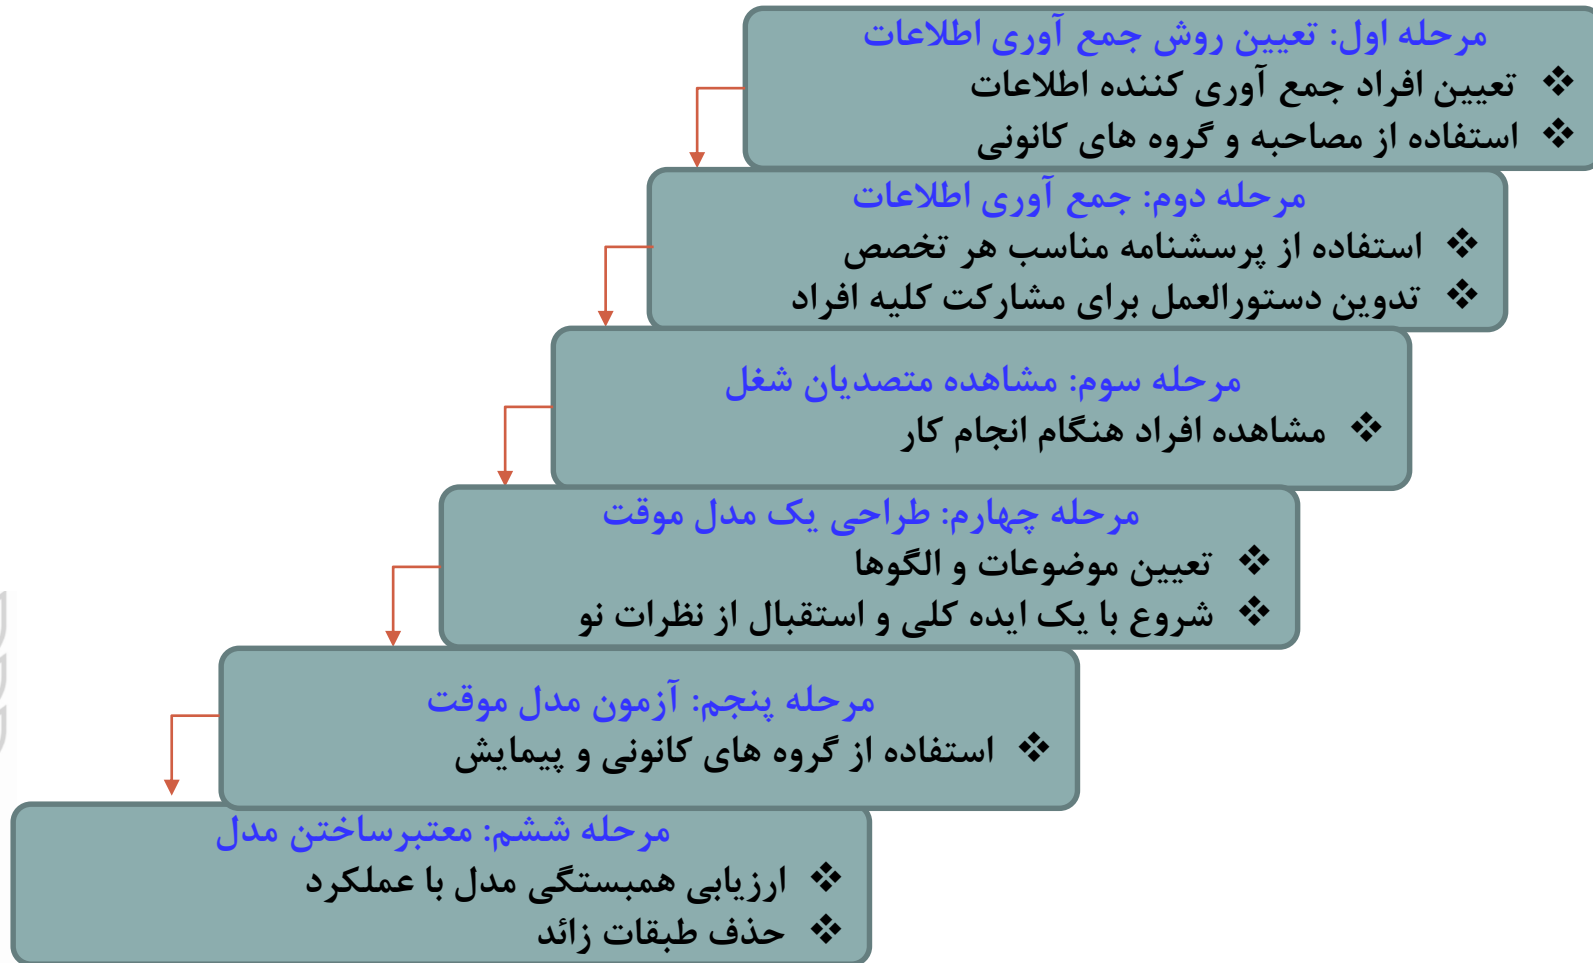 مرحله اول: تعیین روش جمع آوری اطلاعات
❖ تعیین افراد جمع آوری کننده اطلاعات
❖ استفاده از مصاحبه و گروه های کانونی
مرحله دوم: جمع آوری اطلاعات
❖ استفاده از پرسشنامه مناسب هر تخصص
❖ تدوین دستورالعمل برای مشارکت کلیه افراد
مرحله سوم: مشاهده متصدیان شغل
❖ مشاهده افراد هنگام انجام کار
مرحله چهارم: طراحی یک مدل موقت
❖ تعیین موضوعات و الگوها
❖ شروع با یک ایده کلی و استقبال از نظرات نو
مرحله پنجم: آزمون مدل موقت
❖ استفاده از گروه های کانونی و پیمایش
مرحله ششم: معتبرساختن مدل
❖ ارزیابی همبستگی مدل با عملکرد
❖ حذف طبقات زائد